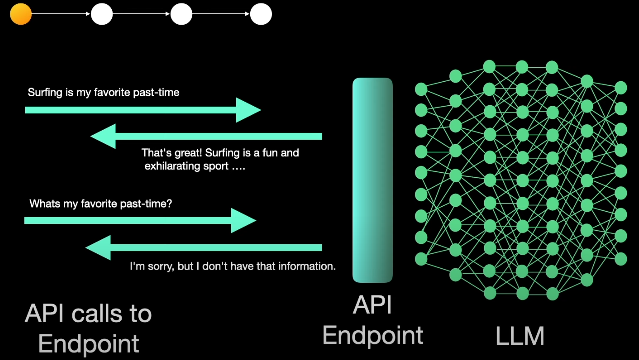 Surfing is my favorite past-time
That's great! Surfing is a fun and
exhilarating sport ....
Whats my favorite past-time?
I'm sorry, but I don't have that information.
API calls to
Endpoint
API
Endpoint
LLM